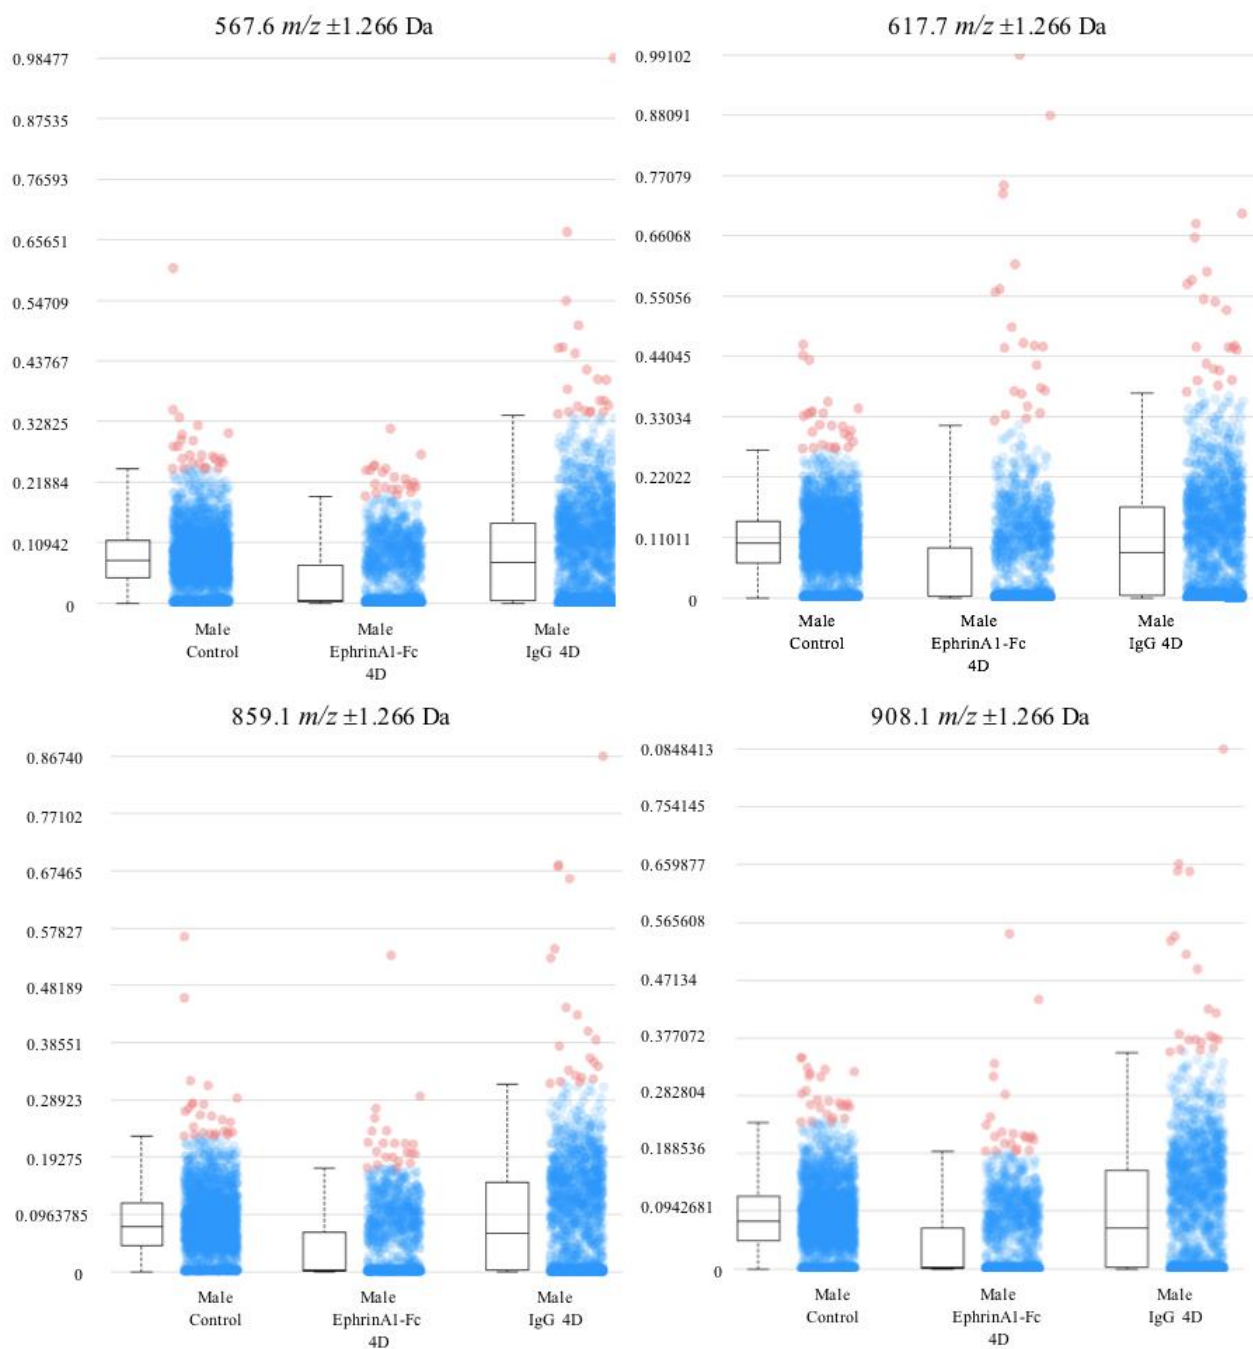 567.6 m/z ±1.266 Da
0.98477
0.87535
0.76593
0.65651
0.54709
0.43767
0.32825
0.21884
0.10942
0
Male
Control
Male
EphrinA1-Fc
4D
Male
IgG 4D
617.7 m/z ±1.266 Da
0.99102
0.88091
0.77079
0.66068
0.55056
0.44045
0.33034
0.22022
0.11011
0
Male
Control
Male
EphrinA1-Fc
4D
Male
IgG 4D
859.1 m/z ±1.266 Da
0.86740
0.77102
0.67465
0.57827
0.48189
0.38551
0.28923
0.19275
0.0963785
0
Male
Control
Male
EphrinA1-Fc
4D
Male
IgG 4D
908.1 m/z ±1.266 Da
0.0848413
0.754145
0.659877
0.565608
0.47134
0.377072
0.282804
0.188536
0.0942681
0
Male
Control
Male
EphrinA1-Fc
4D
Male
IgG 4D